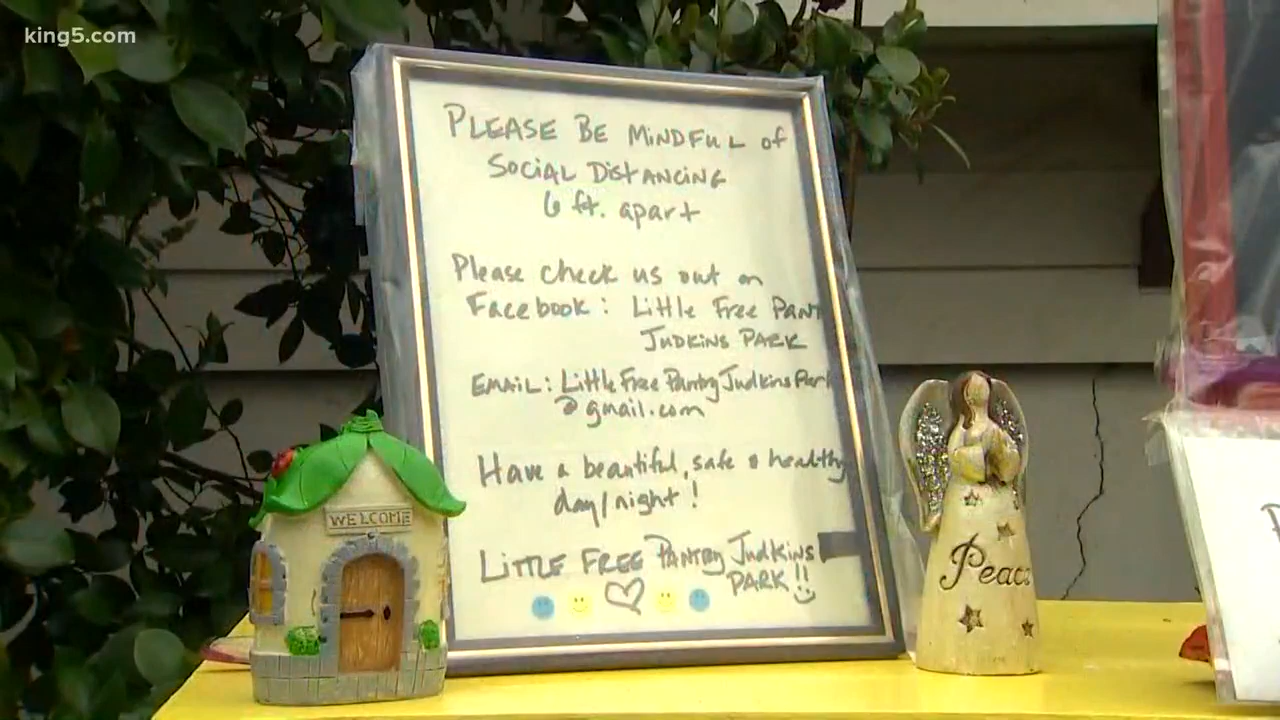 king5.com
PLEASE BE MINDFUL of
SOCIAL DISTANCING
6 ft. apart
Please check us out on
Facebook: Little Free Pant
JUDKINS PARK
EMAIL: LittleFreePantryJudkinsPark
@gmail.com
Have a beautiful, safe & healthy
day/night!
LITTLE FREE PANTRY JUDKINS
PARK!!
WELCOME
Peace